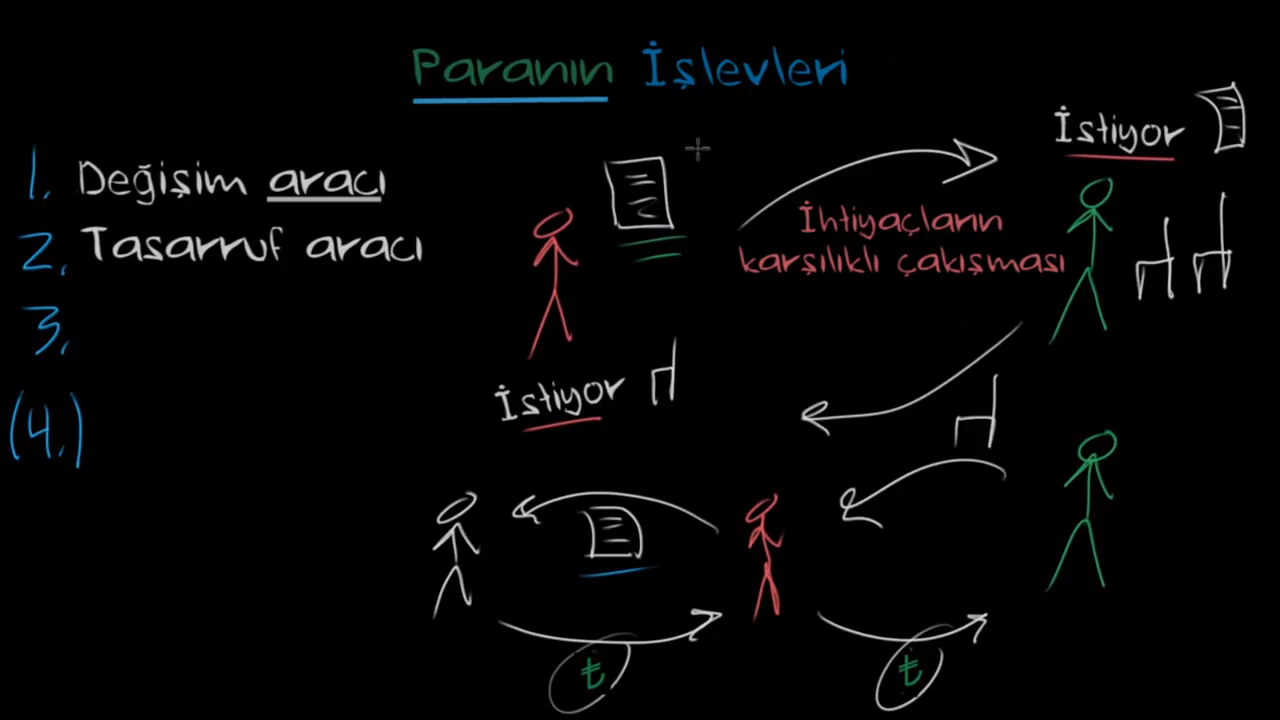 Paranın İşlevleri
1. Değişim aracı
2. Tasarruf aracı
3.
(4.)
İstiyor
İhtiyaçların
karşılıklı çakışması
İstiyor
₺
₺